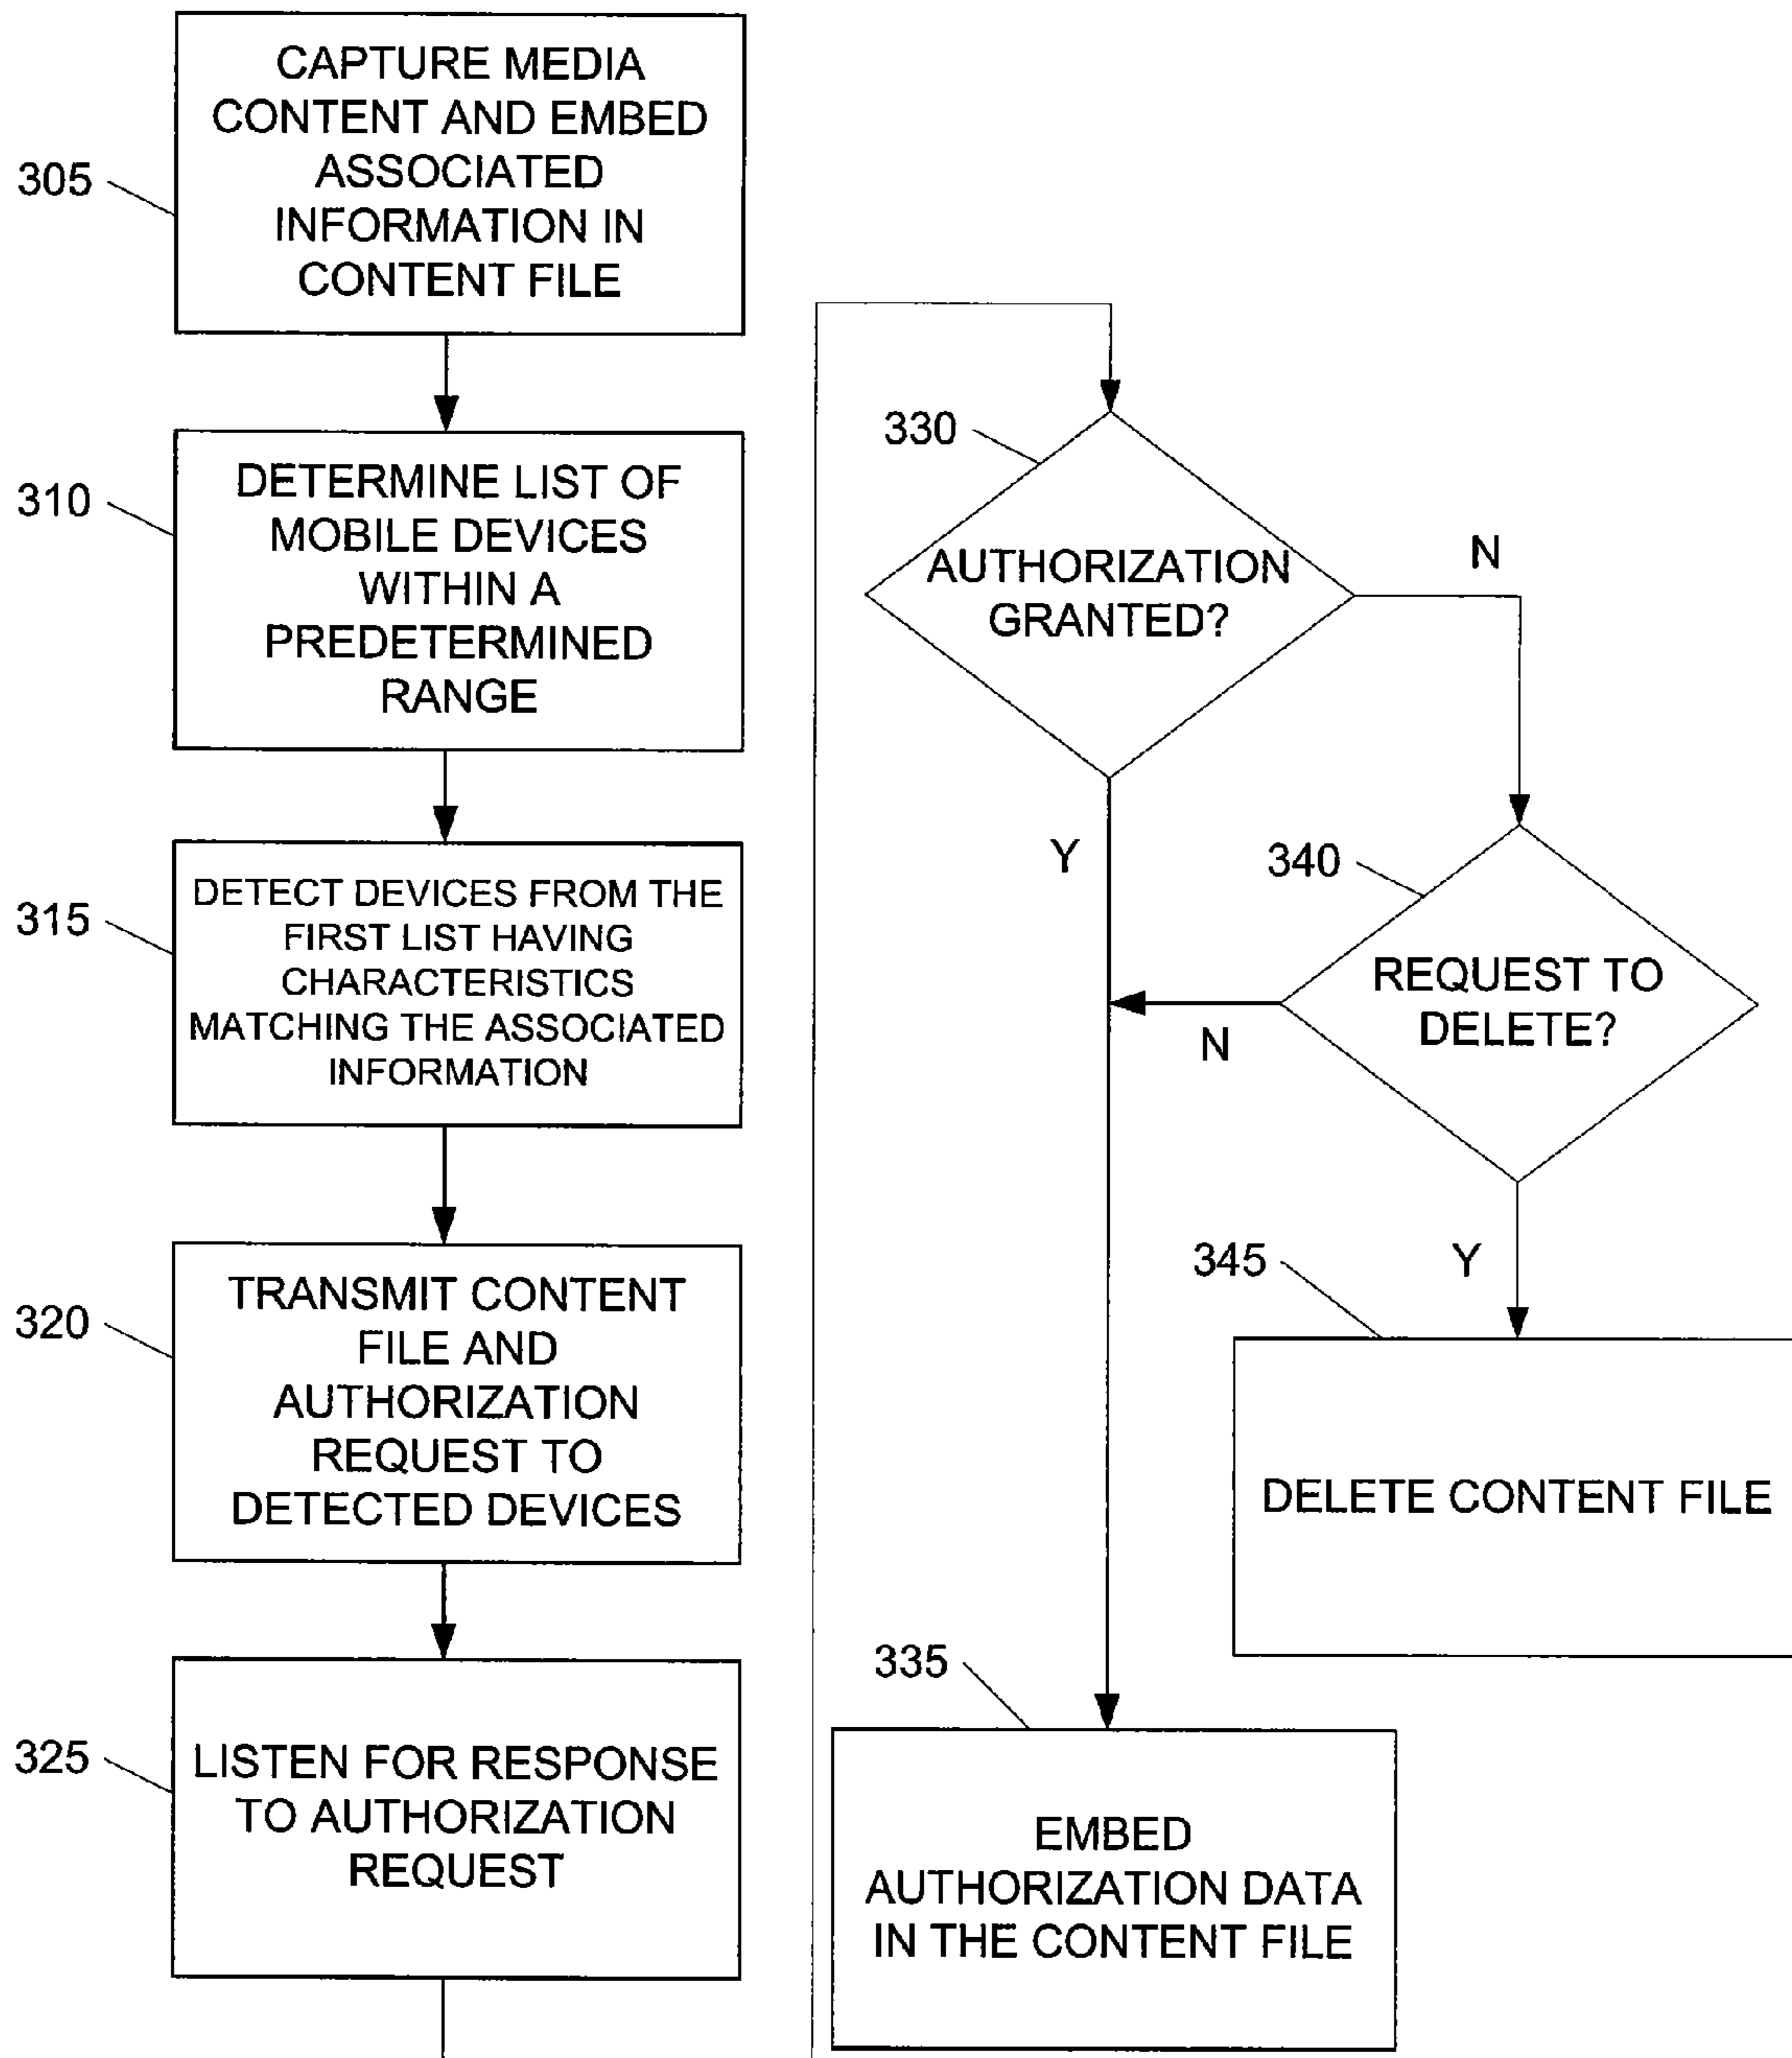 305
CAPTURE MEDIA
CONTENT AND EMBED
ASSOCIATED
INFORMATION IN
CONTENT FILE
310
DETERMINE LIST OF
MOBILE DEVICES
WITHIN A
PREDETERMINED
RANGE
315
DETECT DEVICES FROM THE
FIRST LIST HAVING
CHARACTERISTICS
MATCHING THE ASSOCIATED
INFORMATION
320
TRANSMIT CONTENT
FILE AND
AUTHORIZATION
REQUEST TO
DETECTED DEVICES
325
LISTEN FOR RESPONSE
TO AUTHORIZATION
REQUEST
330
AUTHORIZATION
GRANTED?
N
Y
340
REQUEST TO
DELETE?
N
Y
345
DELETE CONTENT FILE
335
EMBED
AUTHORIZATION DATA
IN THE CONTENT FILE